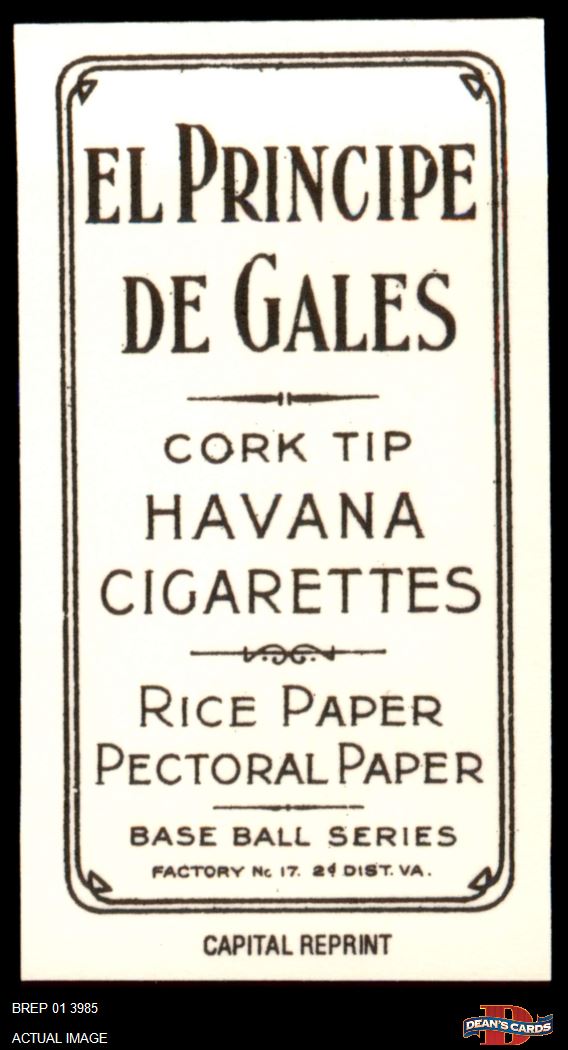 EL PRINCIPE
DE GALES
CORK TIP
HAVANA
CIGARETTES
RICE PAPER
PECTORAL PAPER
BASE BALL SERIES
FACTORY No 17. 2d DIST. VA.
CAPITAL REPRINT
BREP 01 3985
ACTUAL IMAGE
D
DEAN'S CARDS